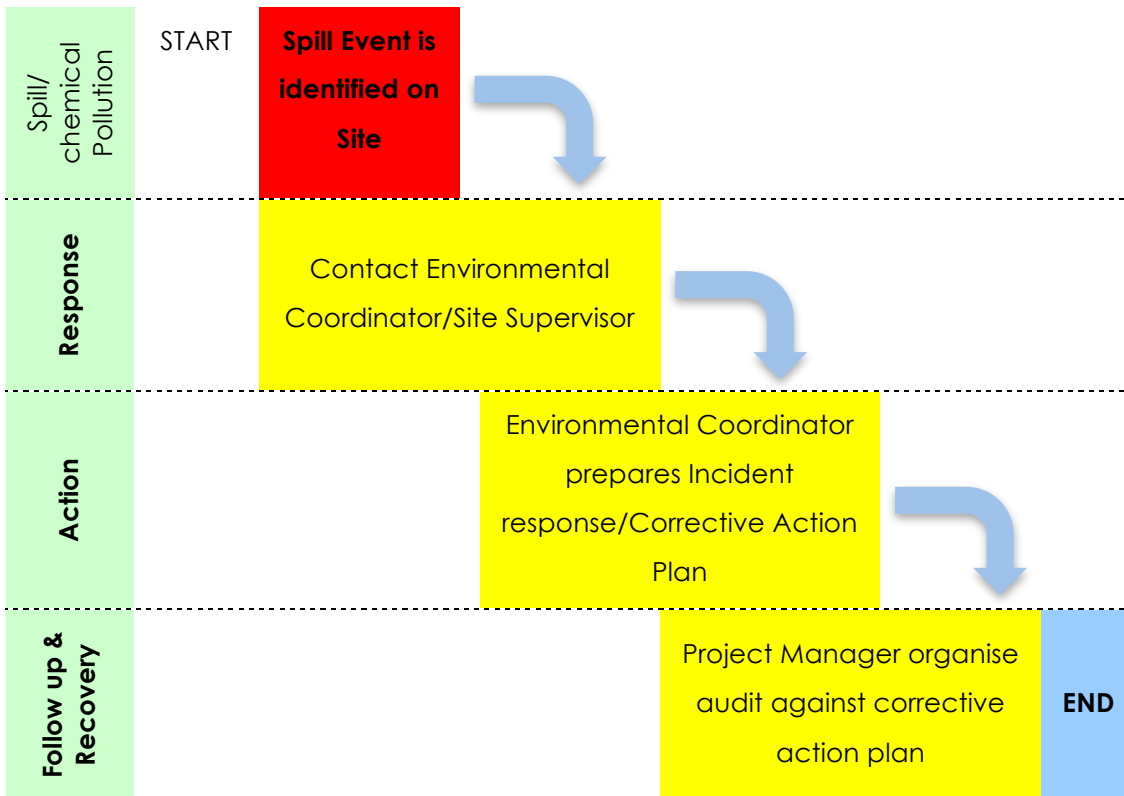 Spill/
chemical
Pollution
START
Spill Event is
identified on
Site
Response
Contact Environmental
Coordinator/Site Supervisor
Action
Environmental Coordinator
prepares Incident
response/Corrective Action
Plan
Follow up &
Recovery
Project Manager organise
audit against corrective
action plan
END